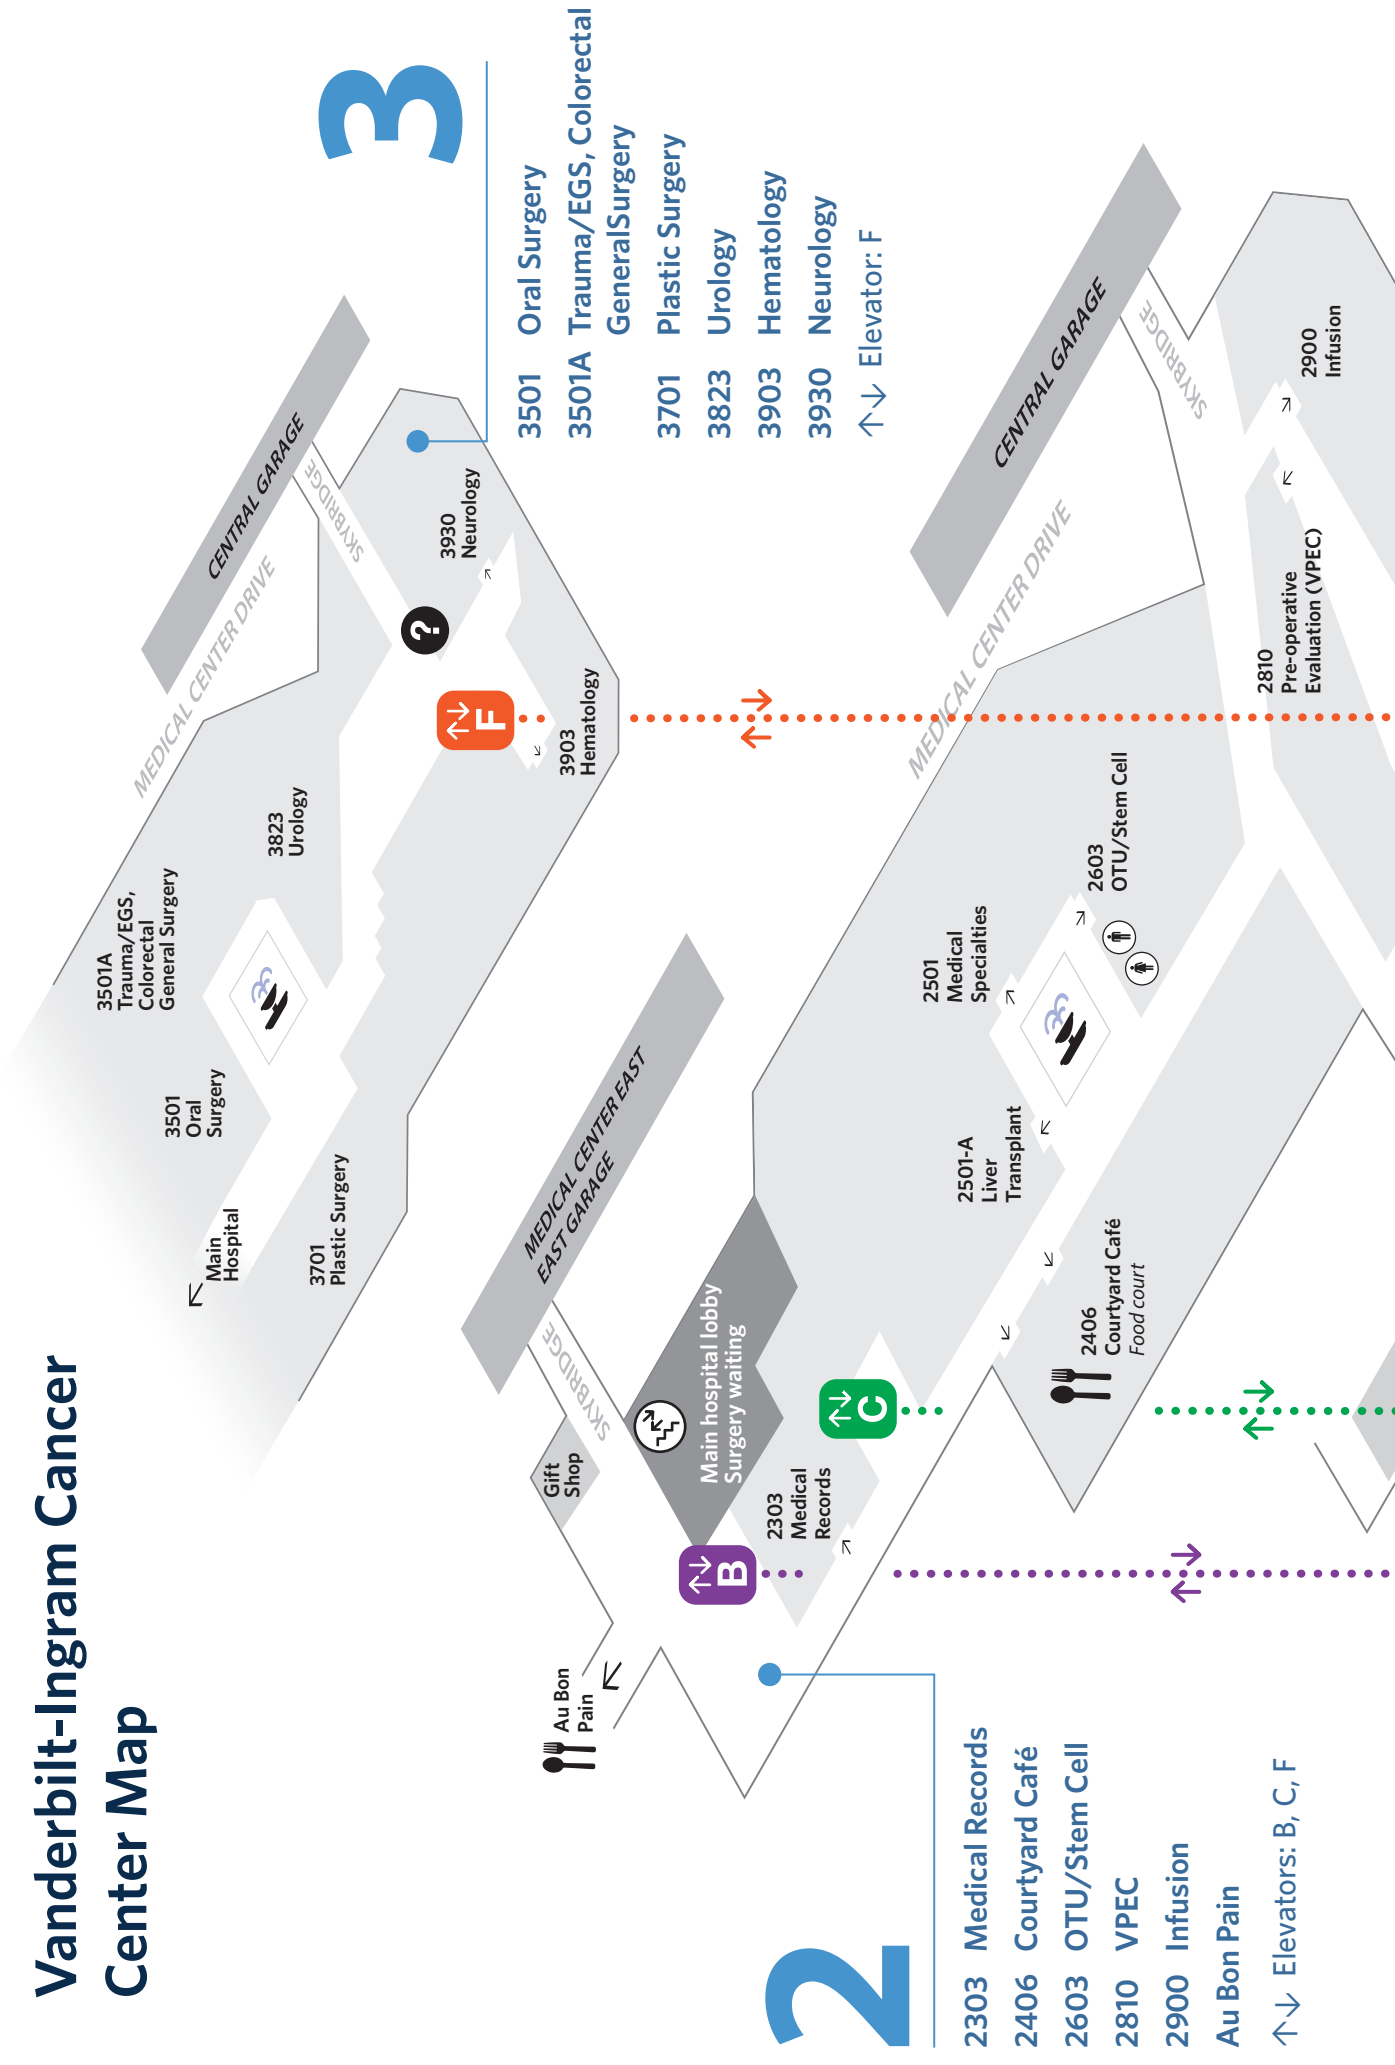 Vanderbilt-Ingram Cancer
Center Map
3
3501 Oral Surgery
3501A Trauma/EGS, Colorectal
GeneralSurgery
3701 Plastic Surgery
3823 Urology
3903 Hematology
3930 Neurology
↑↓ Elevator: F
CENTRAL GARAGE
MEDICAL CENTER DRIVE
SKYBRIDGE
3501A
Trauma/EGS,
Colorectal
General Surgery
3501
Oral
Surgery
Main
Hospital
3701
Plastic Surgery
3823
Urology
3930
Neurology
?
F
3903
Hematology
2
2303 Medical Records
2406 Courtyard Café
2603 OTU/Stem Cell
2810 VPEC
2900 Infusion
Au Bon Pain
↑↓ Elevators: B, C, F
MEDICAL CENTER EAST
EAST GARAGE
SKYBRIDGE
Gift
Shop
Au Bon
Pain
Main hospital lobby
Surgery waiting
B
2303
Medical
Records
C
2406
Courtyard Café
Food court
2501-A
Liver
Transplant
2501
Medical
Specialties
2603
OTU/Stem Cell
MEDICAL CENTER DRIVE
CENTRAL GARAGE
SKYBRIDGE
2810
Pre-operative
Evaluation (VPEC)
2900
Infusion